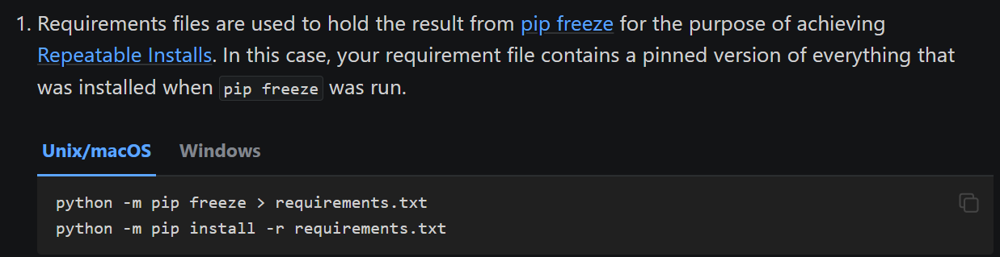 1. Requirements files are used to hold the result from pip freeze for the purpose of achieving
Repeatable Installs. In this case, your requirement file contains a pinned version of everything that
was installed when pip freeze was run.
Unix/macOS Windows
python -m pip freeze > requirements.txt
python -m pip install -r requirements.txt